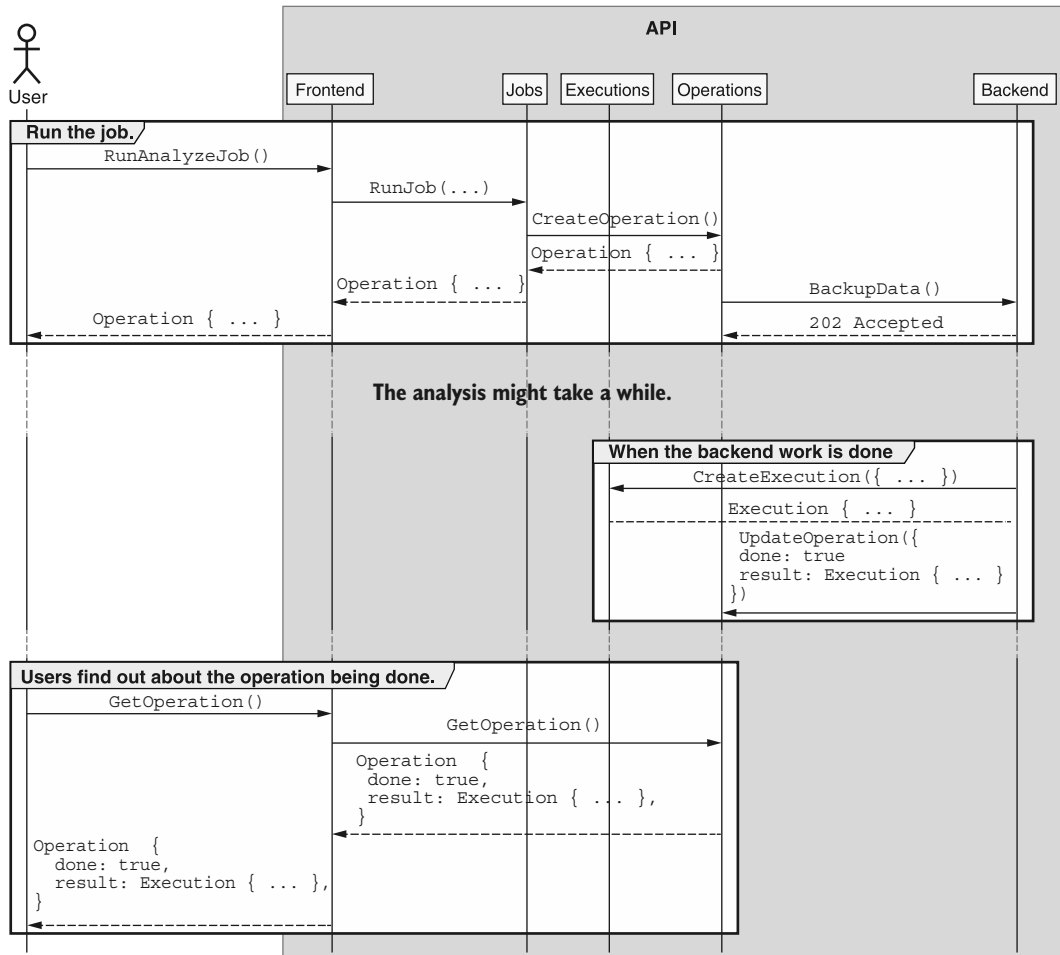 API
User
Frontend
Jobs
Executions
Operations
Backend
Run the job.
RunAnalyzeJob()
RunJob(...)
CreateOperation()
Operation { ... }
Operation { ... }
BackupData()
Operation { ... }
202 Accepted
The analysis might take a while.
When the backend work is done
CreateExecution({ ... })
Execution { ... }
UpdateOperation({
done: true
result: Execution { ... }
})
Users find out about the operation being done.
GetOperation()
GetOperation()
Operation {
done: true,
result: Execution { ... },
}
Operation {
done: true,
result: Execution { ... },
}